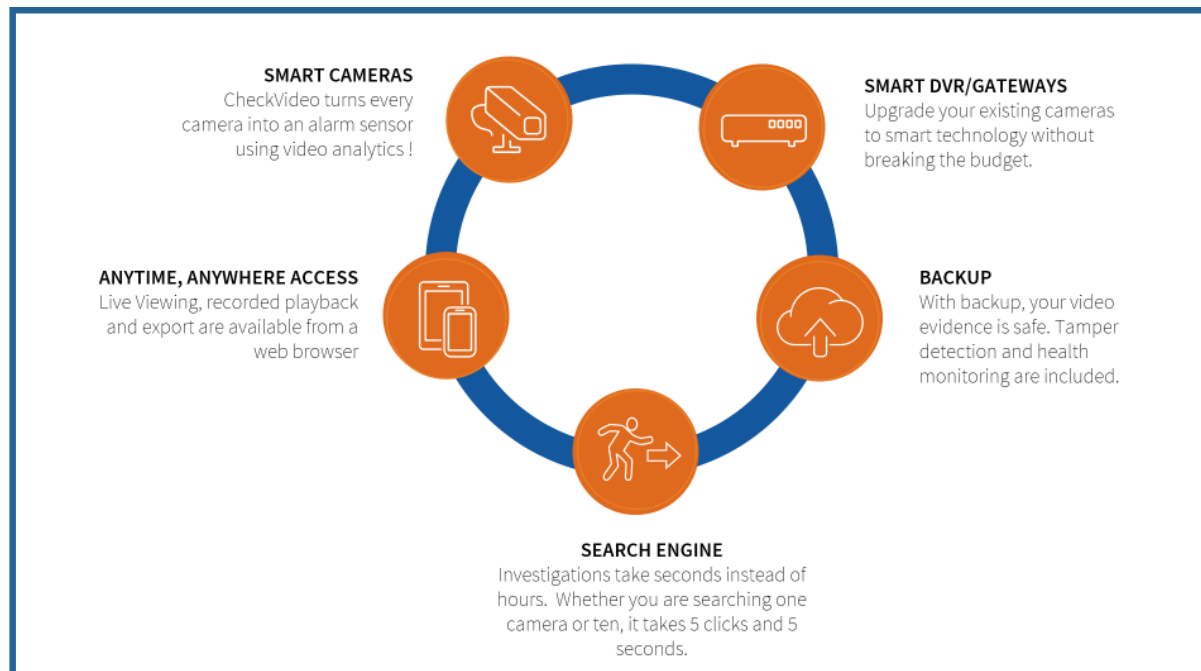 SMART CAMERAS
CheckVideo turns every
camera into an alarm sensor
using video analytics !
SMART DVR/GATEWAYS
Upgrade your existing cameras
to smart technology without
breaking the budget.
ANYTIME, ANYWHERE ACCESS
Live Viewing, recorded playback
and export are available from a
web browser
BACKUP
With backup, your video
evidence is safe. Tamper
detection and health
monitoring are included.
SEARCH ENGINE
Investigations take seconds instead of
hours.  Whether you are searching one
camera or ten, it takes 5 clicks and 5
seconds.